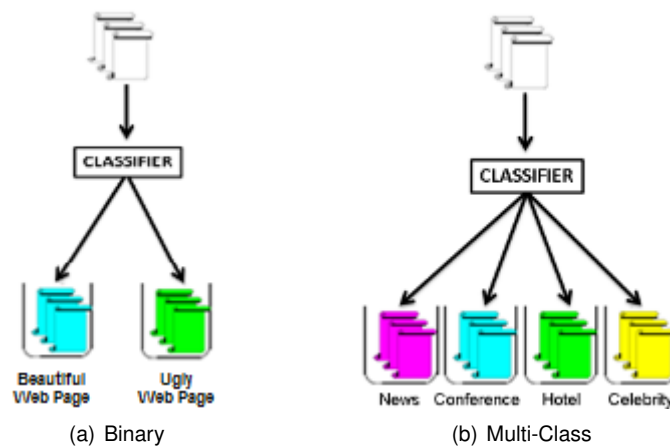 CLASSIFIER
Beautiful
Web Page
Ugly
Web Page
(a) Binary
CLASSIFIER
News Conference Hotel Celebrity
(b) Multi-Class